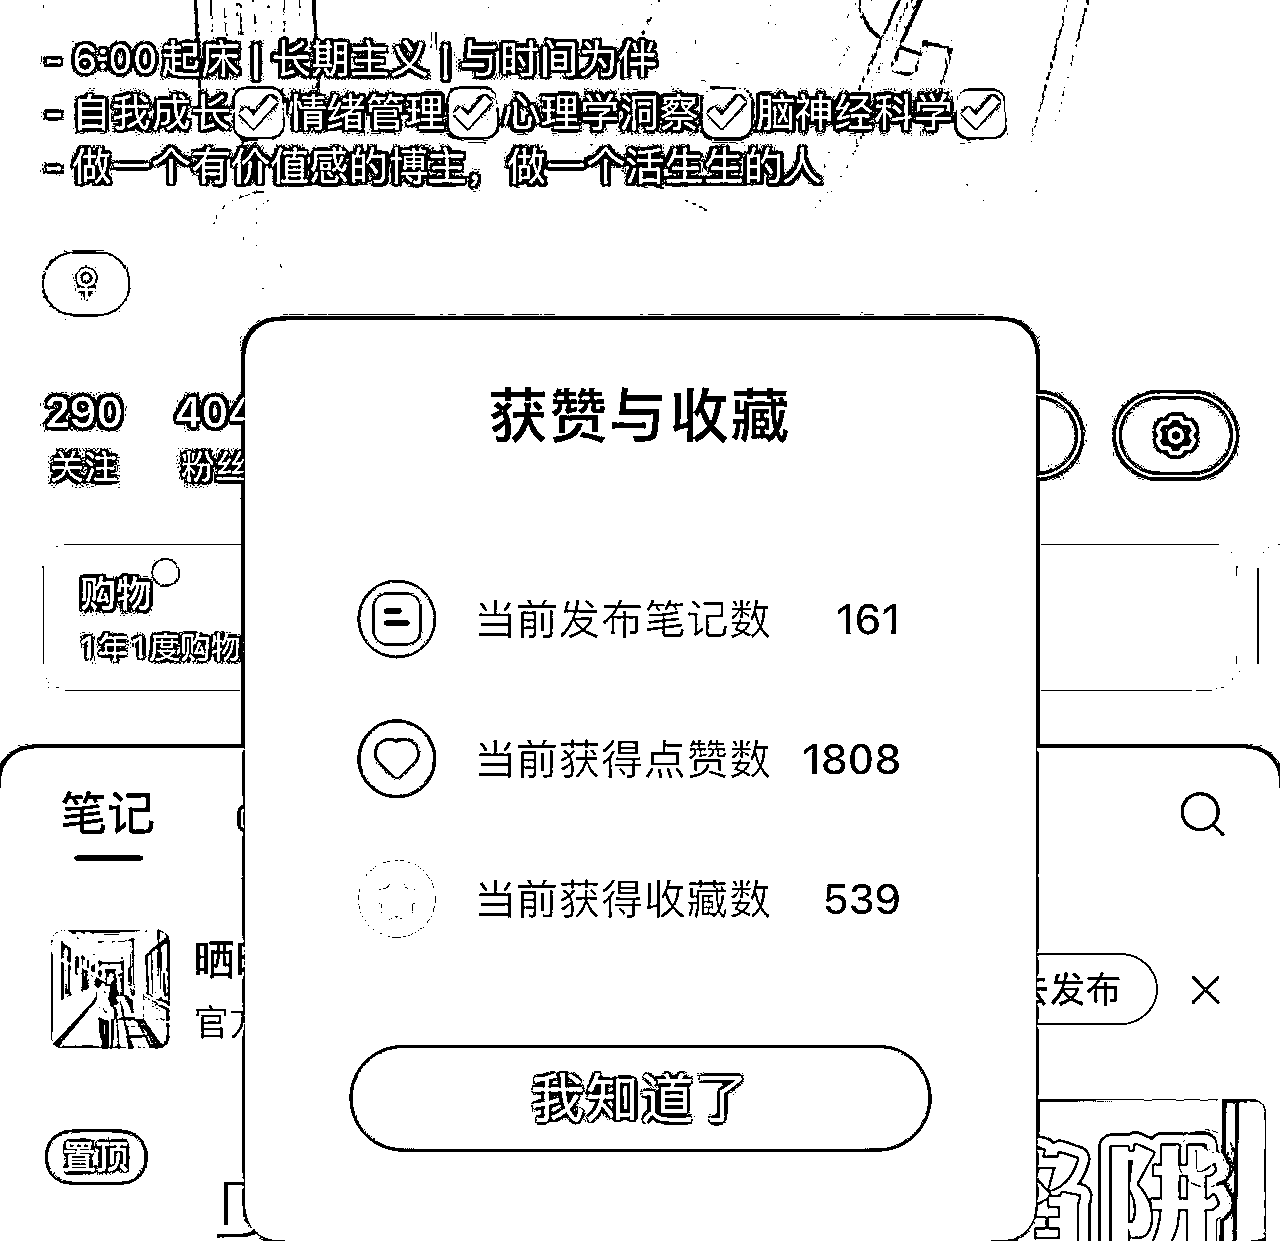 - 6:00起床 | 长期主义 | 与时间为伴
- 自我成长✅情绪管理✅心理学洞察✅脑神经科学✅
- 做一个有价值感的博主，做一个活生生的人
290 404
关注 粉丝
获赞与收藏
购物
1年1度购物
当前发布笔记数 161
当前获得点赞数 1808
笔记
当前获得收藏数 539
晒
去发布
官方
我知道了
置顶
阱